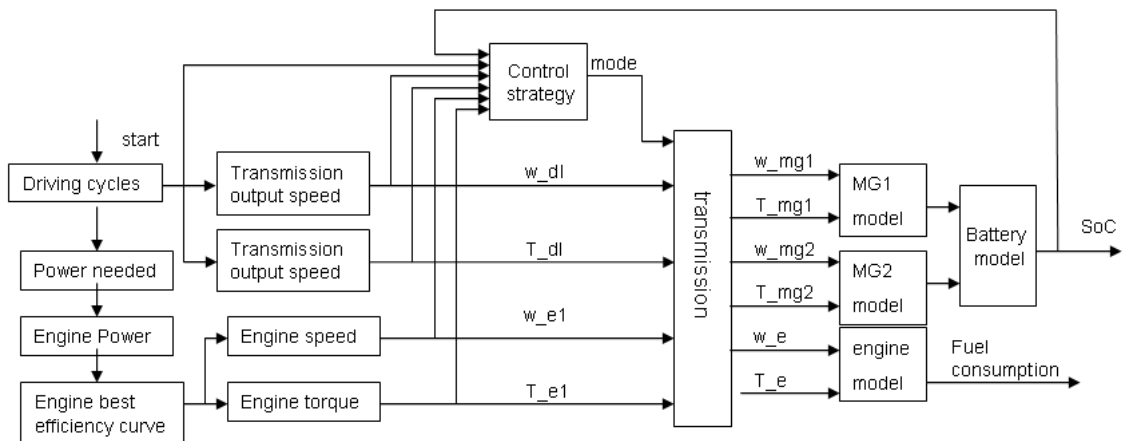 Control
strategy
mode
start
Driving cycles
Transmission
output speed
w_dl
Transmission
output speed
T_dl
Power needed
Engine Power
Engine best
efficiency curve
Engine speed
w_e1
Engine torque
T_e1
transmission
w_mg1
T_mg1
MG1
model
w_mg2
T_mg2
MG2
model
w_e
T_e
engine
model
Battery
model
SoC
Fuel
consumption